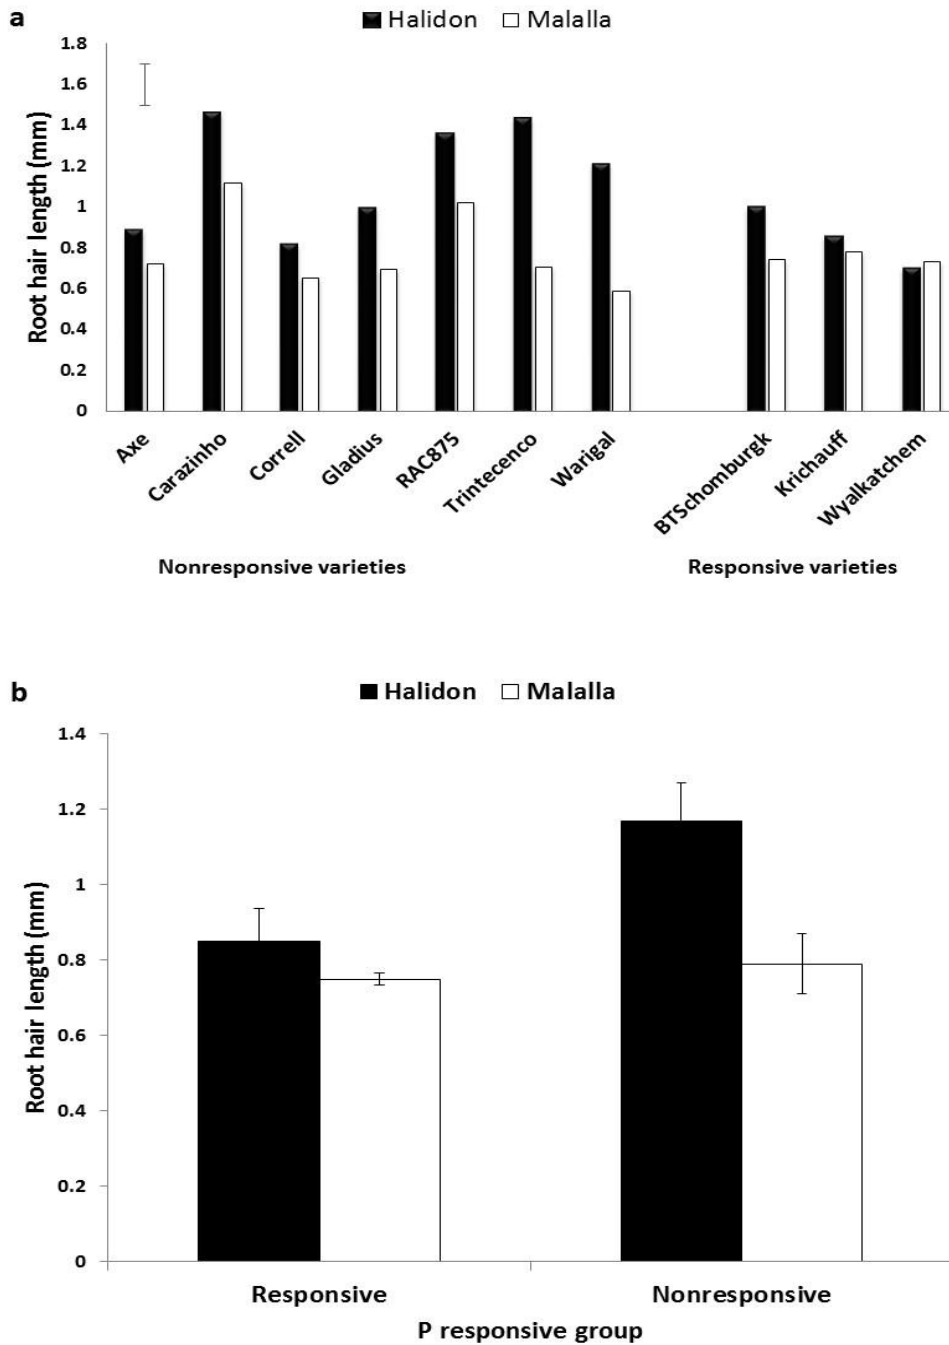 a
Halidon Malalla
1.8
1.6
1.4
1.2
1
0.8
0.6
0.4
0.2
0
Root hair length (mm)
Axe
Carazinho
Correll
Gladius
RAC875
Trintecenco
Warigal
BTSchomburgk
Krichauff
Wyalkatchem
Nonresponsive varieties Responsive varieties
b
Halidon Malalla
1.4
1.2
1
0.8
0.6
0.4
0.2
0
Root hair length (mm)
Responsive Nonresponsive
P responsive group